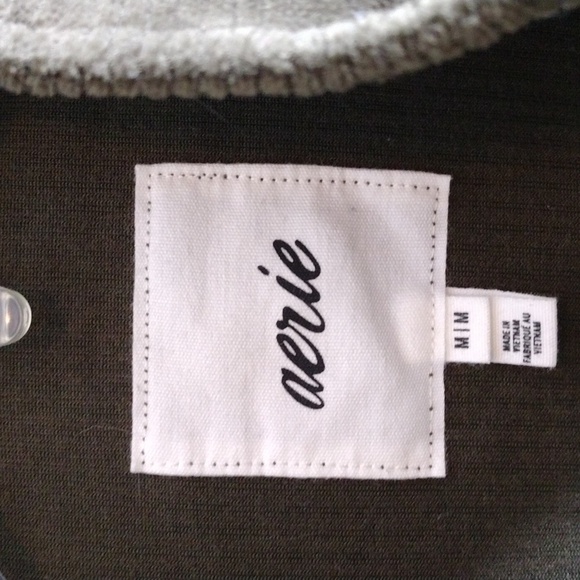 aerie
M | M
MADE IN
VIETNAM
FABRIQUÉ AU
VIETNAM